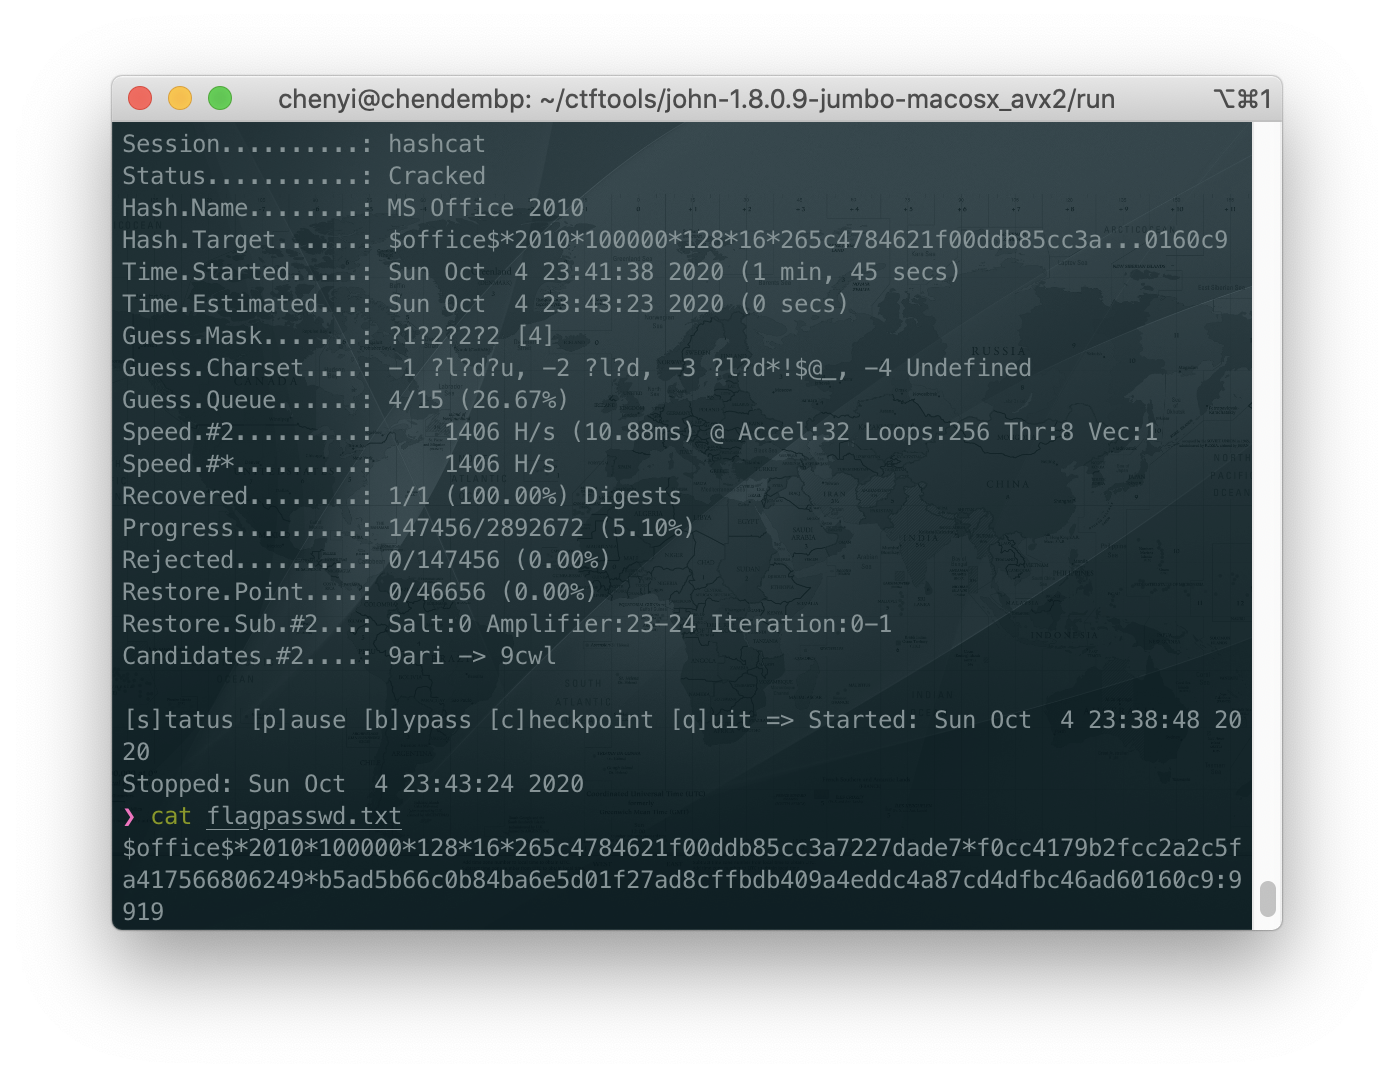 chenyi@chendembp: ~/ctftools/john-1.8.0.9-jumbo-macosx_avx2/run ⌥⌘1
Session..........: hashcat
Status...........: Cracked
Hash.Name........: MS Office 2010
Hash.Target......: $office$*2010*100000*128*16*265c4784621f00ddb85cc3a...0160c9
Time.Started.....: Sun Oct  4 23:41:38 2020 (1 min, 45 secs)
Time.Estimated...: Sun Oct  4 23:43:23 2020 (0 secs)
Guess.Mask.......: ?1?2?2?2 [4]
Guess.Charset....: -1 ?l?d?u, -2 ?l?d, -3 ?l?d*!$@_, -4 Undefined
Guess.Queue......: 4/15 (26.67%)
Speed.#2.........:     1406 H/s (10.88ms) @ Accel:32 Loops:256 Thr:8 Vec:1
Speed.#*.........:     1406 H/s
Recovered........: 1/1 (100.00%) Digests
Progress.........: 147456/2892672 (5.10%)
Rejected.........: 0/147456 (0.00%)
Restore.Point....: 0/46656 (0.00%)
Restore.Sub.#2...: Salt:0 Amplifier:23-24 Iteration:0-1
Candidates.#2....: 9ari -> 9cwl
[s]tatus [p]ause [b]ypass [c]heckpoint [q]uit => Started: Sun Oct  4 23:38:48 20
20
Stopped: Sun Oct  4 23:43:24 2020
❯ cat flagpasswd.txt
$office$*2010*100000*128*16*265c4784621f00ddb85cc3a7227dade7*f0cc4179b2fcc2a2c5f
a417566806249*b5ad5b66c0b84ba6e5d01f27ad8cffbdb409a4eddc4a87cd4dfbc46ad60160c9:9
919